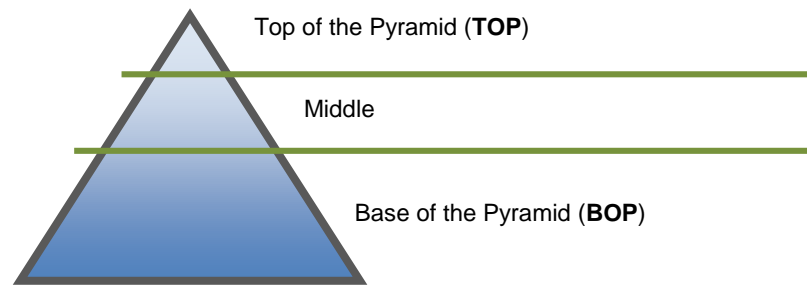 Top of the Pyramid (TOP)
Middle
Base of the Pyramid (BOP)